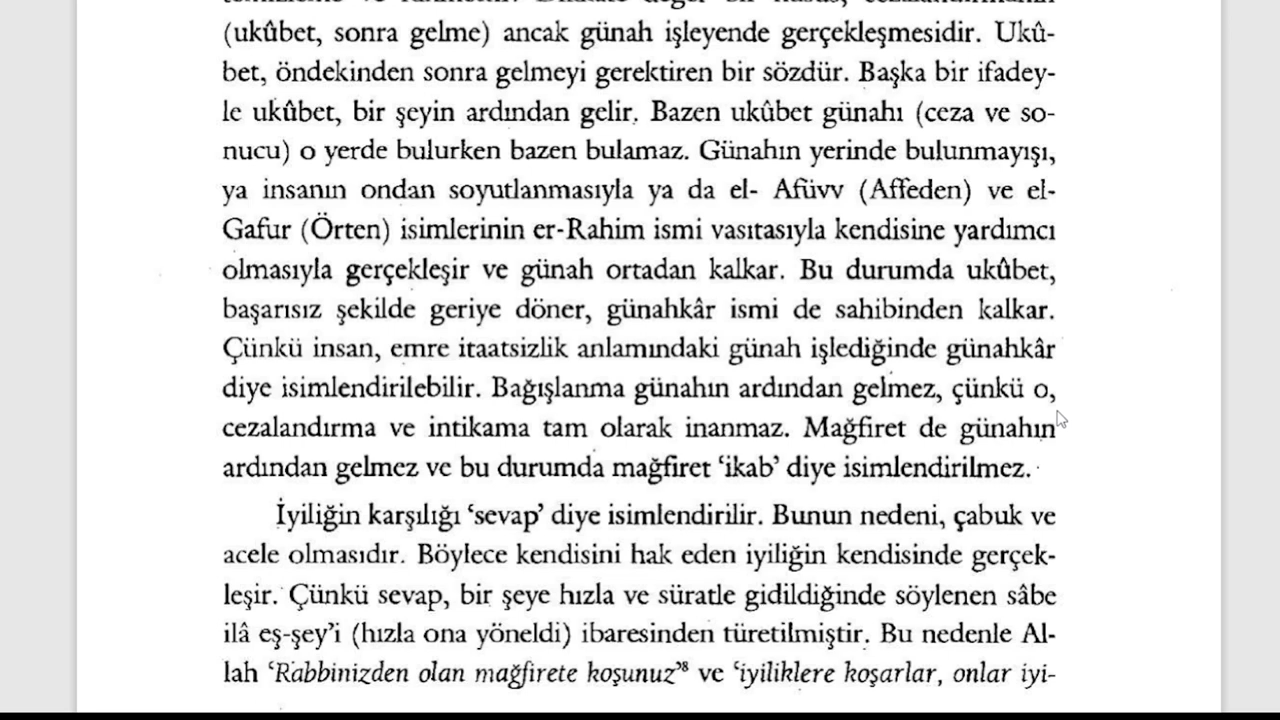 (ukûbet, sonra gelme) ancak günah işleyende gerçekleşmesidir. Ukû-
bet, öndekinden sonra gelmeyi gerektiren bir sözdür. Başka bir ifadey-
le ukûbet, bir şeyin ardından gelir. Bazen ukûbet günahı (ceza ve so-
nucu) o yerde bulurken bazen bulamaz. Günahın yerinde bulunmayışı,
ya insanın ondan soyutlanmasıyla ya da el- Afüvv (Affeden) ve el-
Gafur (Örten) isimlerinin er-Rahim ismi vasıtasıyla kendisine yardımcı
olmasıyla gerçekleşir ve günah ortadan kalkar. Bu durumda ukûbet,
başarısız şekilde geriye döner, günahkâr ismi de sahibinden kalkar.
Çünkü insan, emre itaatsizlik anlamındaki günah işlediğinde günahkâr
diye isimlendirilebilir. Bağışlanma günahın ardından gelmez, çünkü o,
cezalandırma ve intikama tam olarak inanmaz. Mağfiret de günahın
ardından gelmez ve bu durumda mağfiret ‘ikab’ diye isimlendirilmez.
İyiliğin karşılığı ‘sevap’ diye isimlendirilir. Bunun nedeni, çabuk ve
acele olmasıdır. Böylece kendisini hak eden iyiliğin kendisinde gerçek-
leşir. Çünkü sevap, bir şeye hızla ve süratle gidildiğinde söylenen sâbe
ilâ eş-şey’i (hızla ona yöneldi) ibaresinden türetilmiştir. Bu nedenle Al-
lah ‘Rabbinizden olan mağfirete koşunuz’⁸ ve ‘iyiliklere koşarlar, onlar iyi-